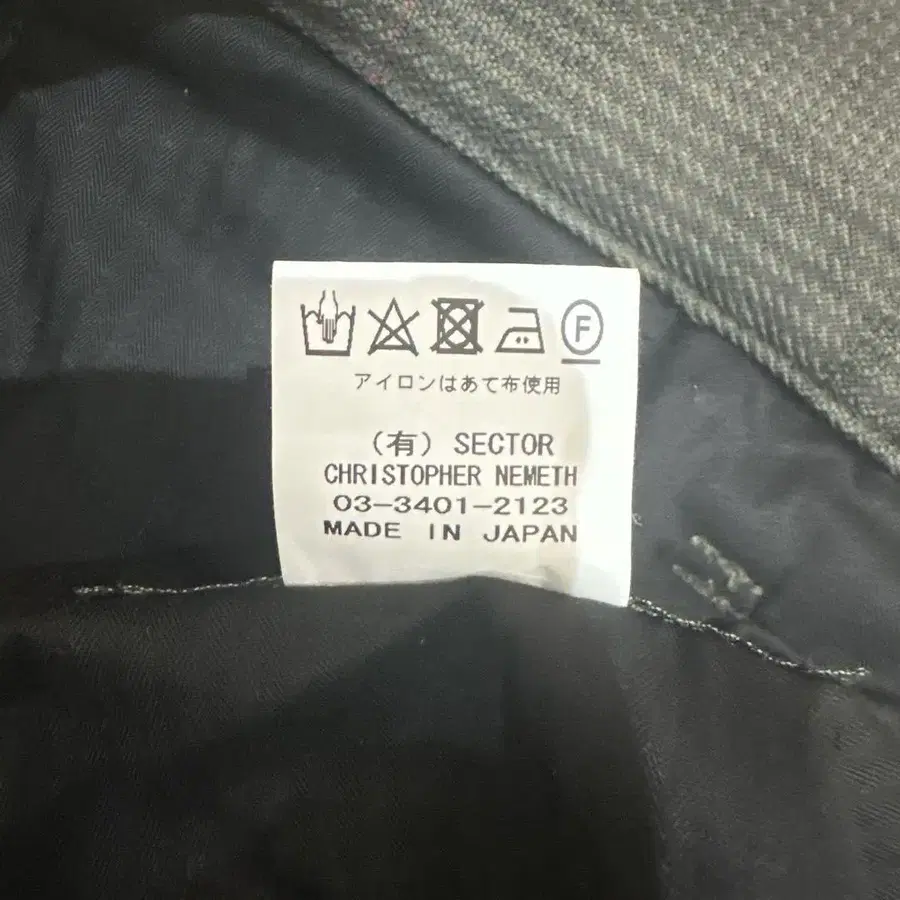 F
アイロンはあて布使用
（有）SECTOR
CHRISTOPHER NEMETH
03-3401-2123
MADE IN JAPAN